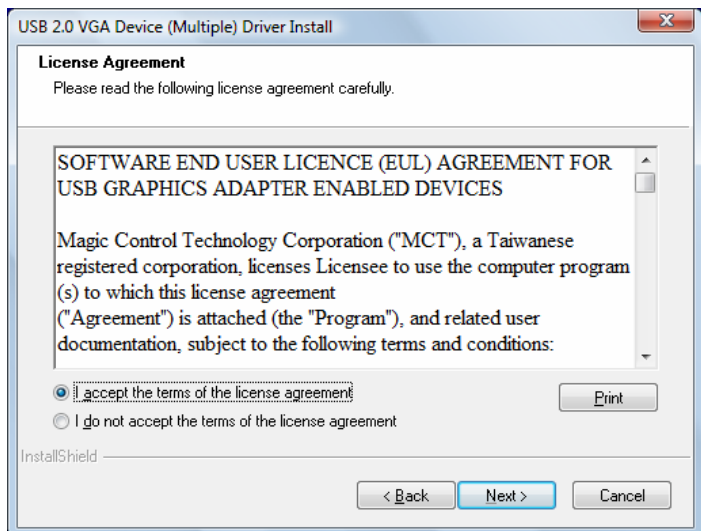 USB 2.0 VGA Device (Multiple) Driver Install
License Agreement
Please read the following license agreement carefully.
SOFTWARE END USER LICENCE (EUL) AGREEMENT FOR
USB GRAPHICS ADAPTER ENABLED DEVICES
Magic Control Technology Corporation ("MCT"), a Taiwanese
registered corporation, licenses Licensee to use the computer program
(s) to which this license agreement
("Agreement") is attached (the "Program"), and related user
documentation, subject to the following terms and conditions:
I accept the terms of the license agreement
Print
I do not accept the terms of the license agreement
InstallShield
< Back
Next >
Cancel